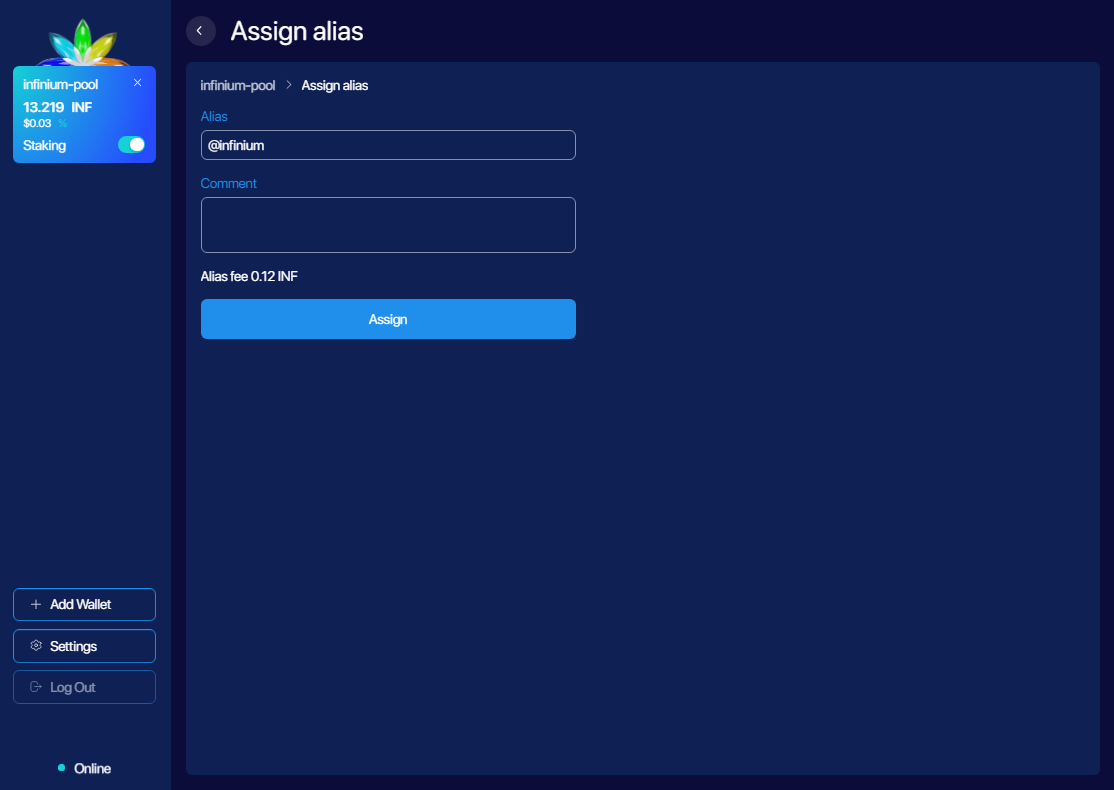 Assign alias
infinium-pool
13.219 INF
$0.03 %
Staking
infinium-pool > Assign alias
Alias
@infinium
Comment
Alias fee 0.12 INF
Assign
Add Wallet
Settings
Log Out
Online